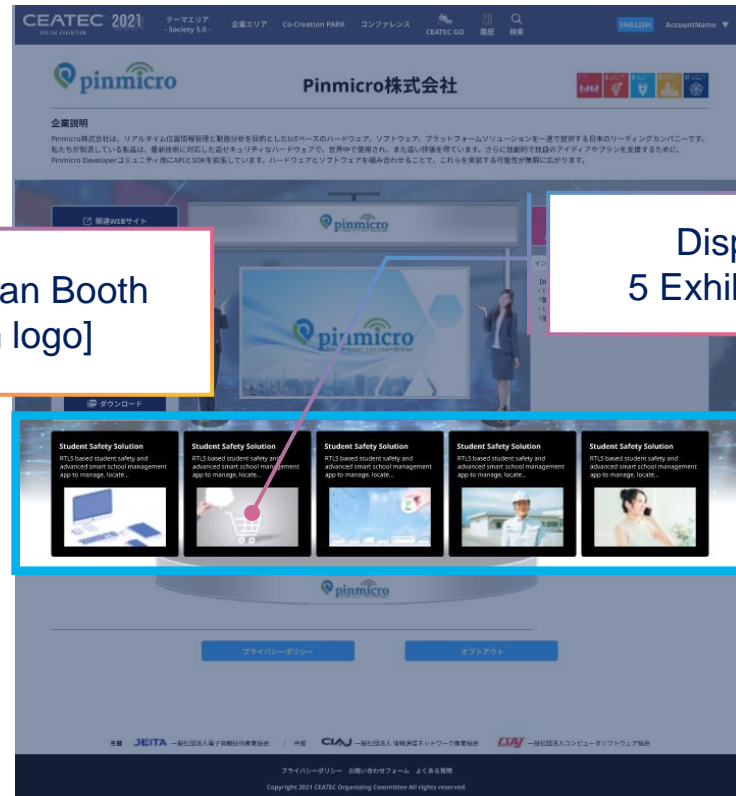 CEATEC 2021
テーマエリア
- Society 5.0 -
企業エリア
Co-Creation PARK
コンファレンス
CEATEC GO
履歴
検索
ENGLISH
AccountName ▼
pinmicro
Pinmicro株式会社
企業説明
Pinmicro株式会社は、リアルタイム位置情報管理と動態分析を目的としたIoTベースのハードウェア、ソフトウェア、プラットフォームソリューションを一連で提供する日本のリーディングカンパニーです。
私たちが製造している製品は、最新技術に対応した高セキュリティなハードウェアで、世界中で使用され、また高い評価を得ています。さらに独創的で独自のアイディアやプランを支援するために、
Pinmicro Developerコミュニティ用にAPIとSDKを拡張しています。ハードウェアとソフトウェアを組み合わせることで、これらを実装する可能性が無限に広がります。
関連WEBサイト
pinmicro
an Booth
logo]
Disp
5 Exhi
pinmicro
ダウンロード
Student Safety Solution
RTLS based student safety and
advanced smart school management
app to manage, locate...
Student Safety Solution
RTLS based student safety and
advanced smart school management
app to manage, locate...
Student Safety Solution
RTLS based student safety and
advanced smart school management
app to manage, locate...
Student Safety Solution
RTLS based student safety and
advanced smart school management
app to manage, locate...
Student Safety Solution
RTLS based student safety and
advanced smart school management
app to manage, locate...
pinmicro
プライバシーポリシー
オプトアウト
主催 JEITA 一般社団法人電子情報技術産業協会 | 共催 CIAJ 一般社団法人 情報通信ネットワーク産業協会 CSAJ 一般社団法人コンピュータソフトウェア協会
プライバシーポリシー お問い合わせフォーム よくある質問
Copyright 2021 CEATEC Organizing Committee All rights reserved.